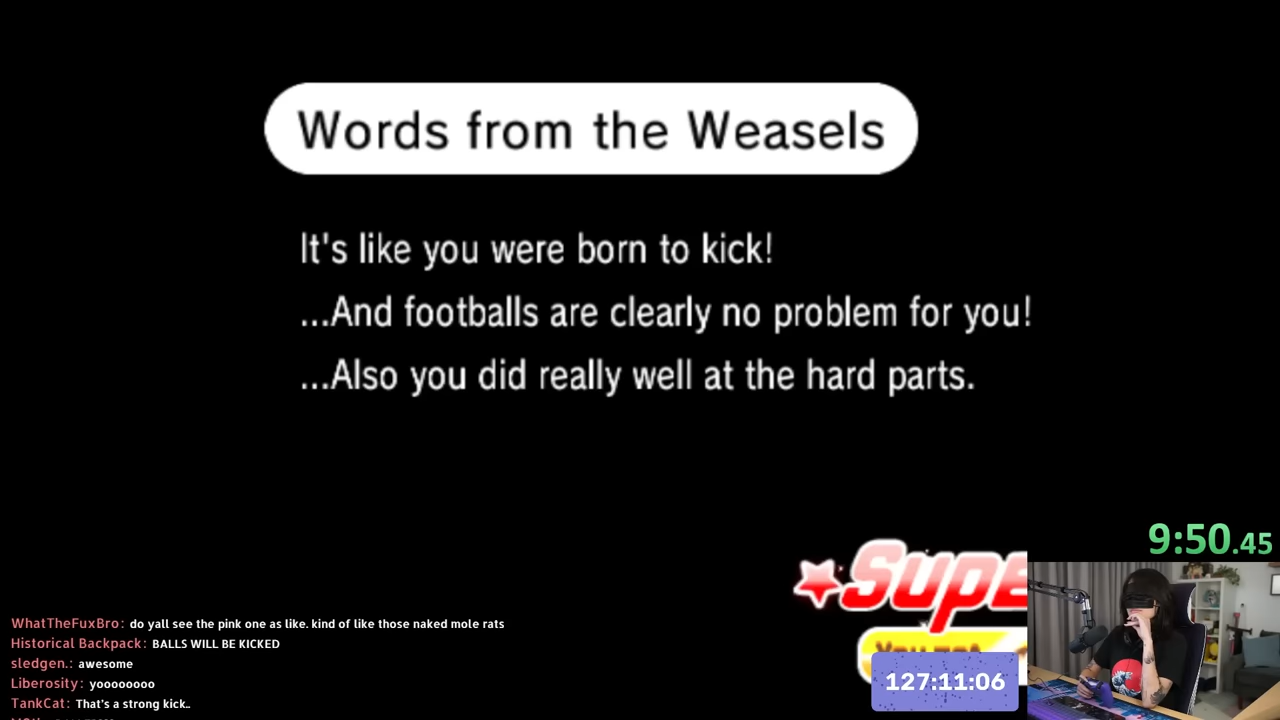 Words from the Weasels
It's like you were born to kick!
...And footballs are clearly no problem for you!
...Also you did really well at the hard parts.
9:50.45
Supe
You got
127:11:06
WhatTheFuxBro: do yall see the pink one as like. kind of like those naked mole rats
Historical Backpack: BALLS WILL BE KICKED
sledgen.: awesome
Liberosity: yoooooooo
TankCat: That's a strong kick..